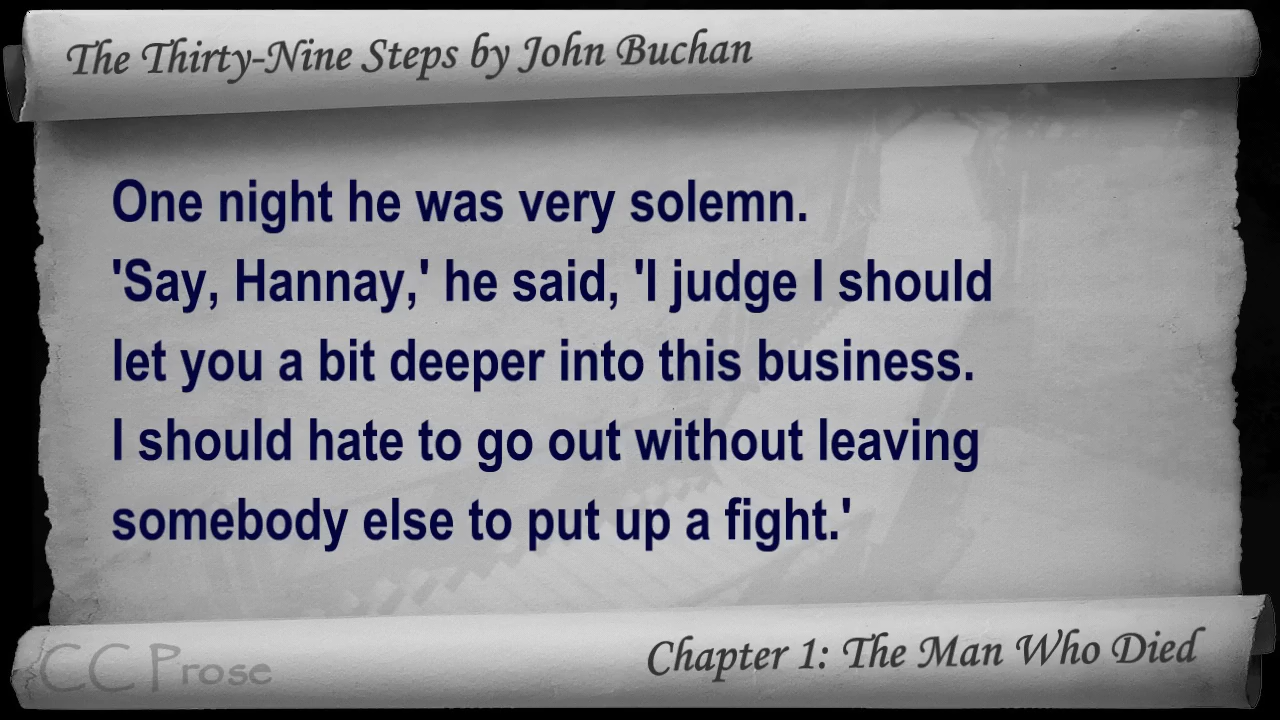 The Thirty-Nine Steps by John Buchan
One night he was very solemn.
'Say, Hannay,' he said, 'I judge I should
let you a bit deeper into this business.
I should hate to go out without leaving
somebody else to put up a fight.'
CC Prose
Chapter 1: The Man Who Died